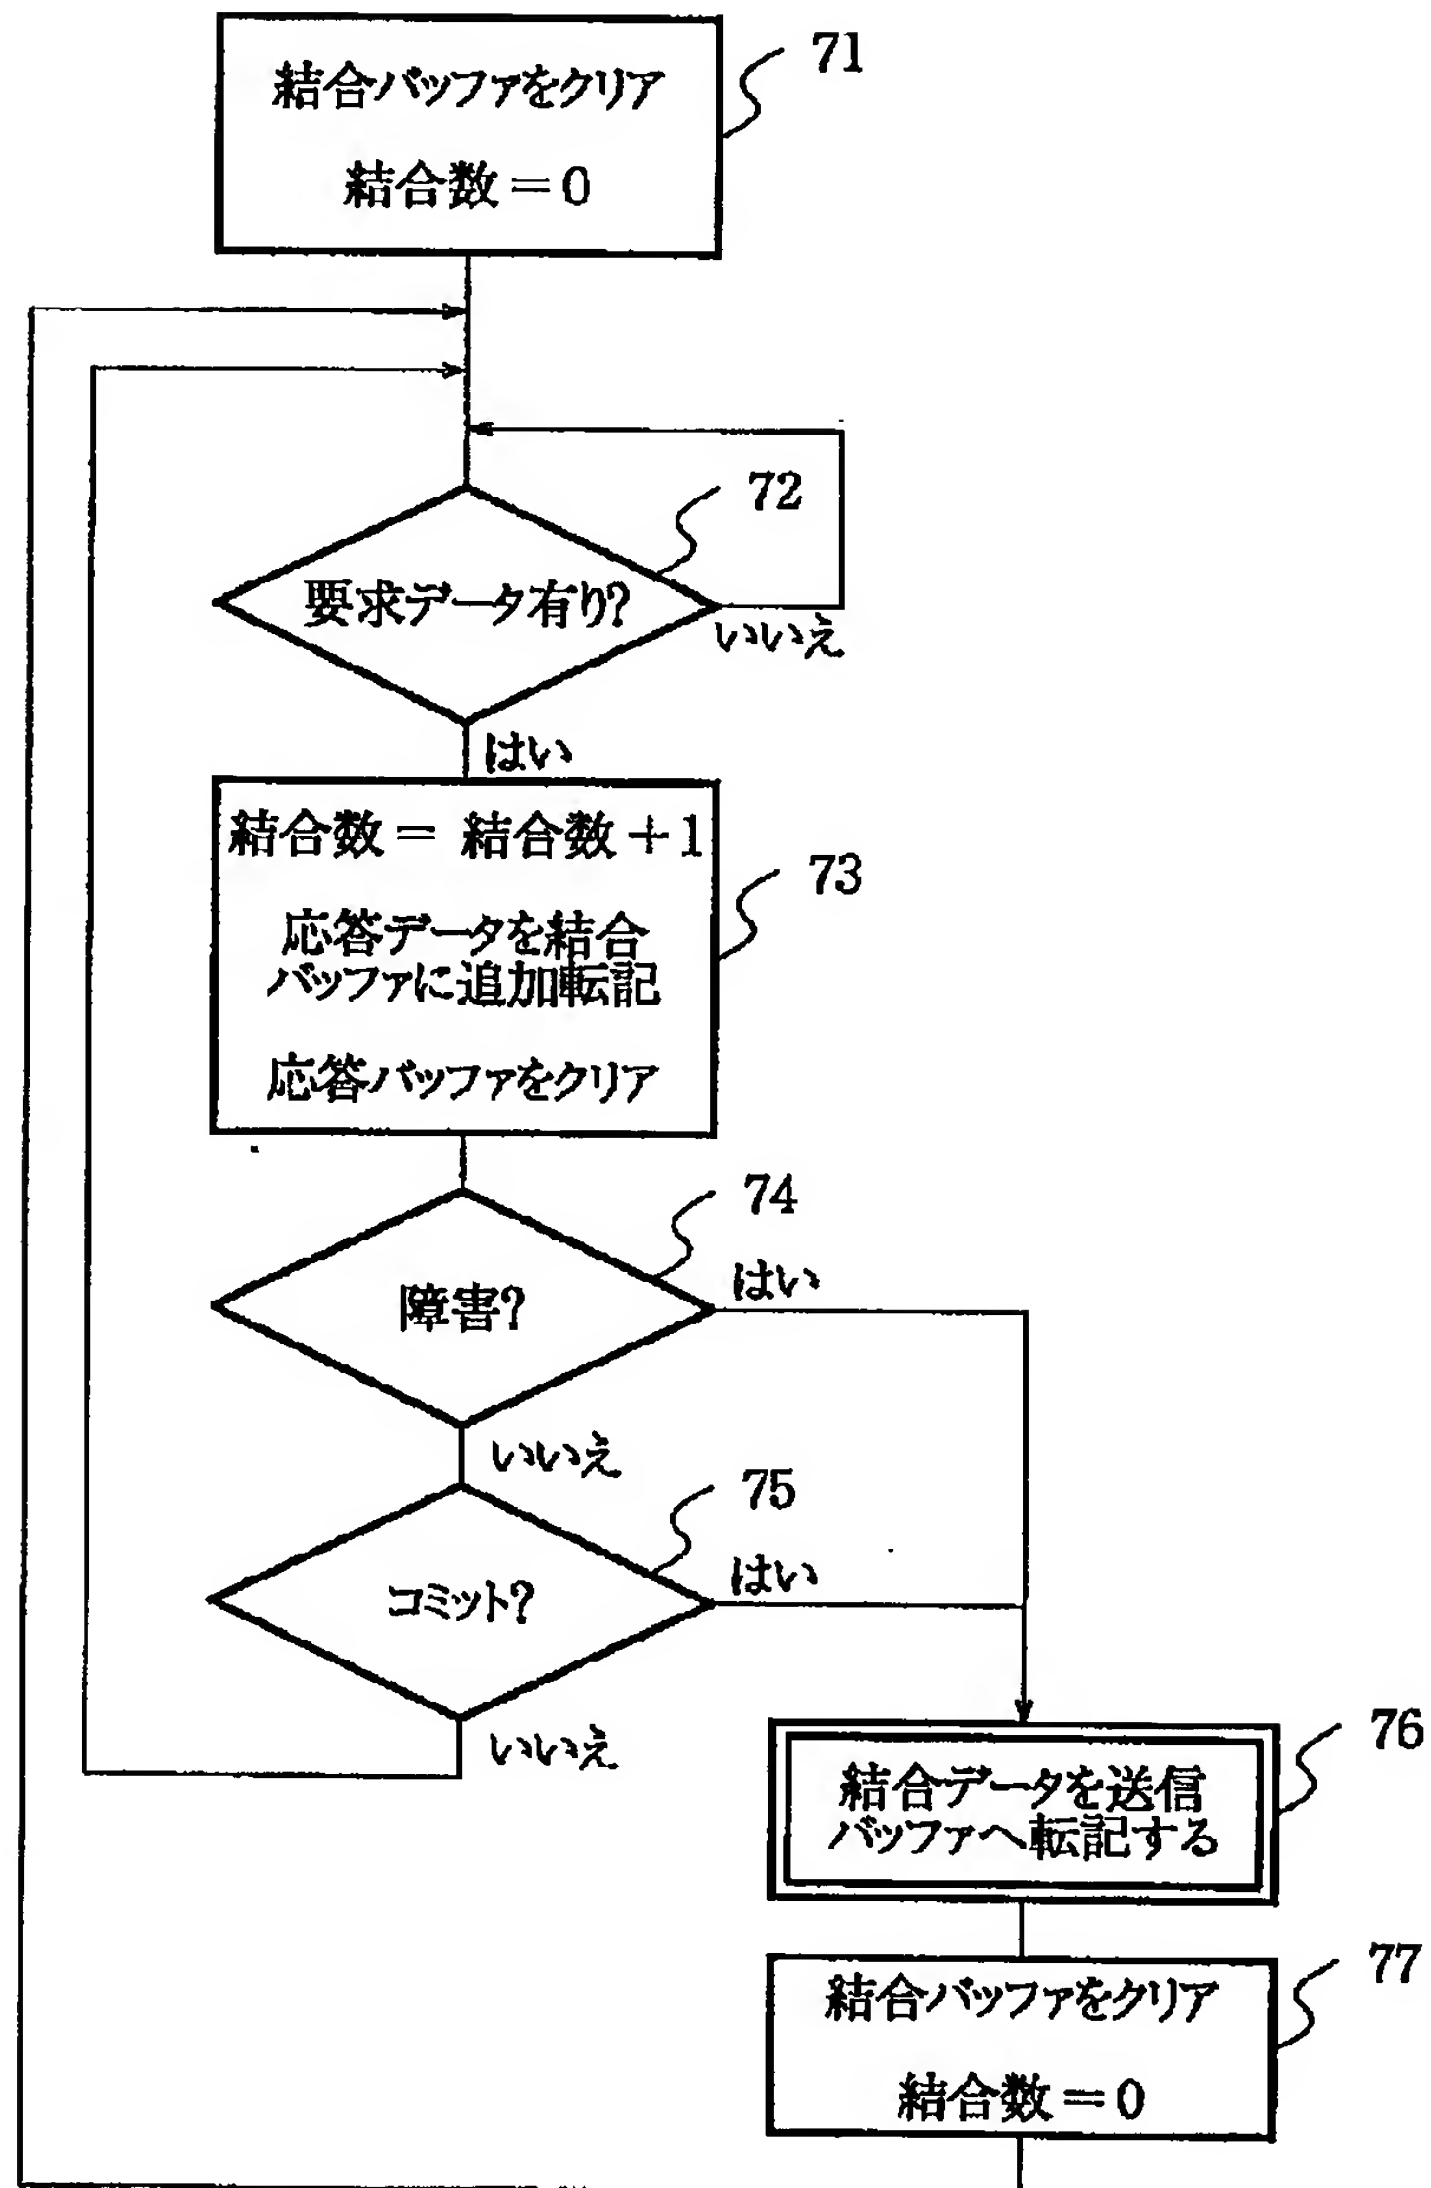 71
結合バッファをクリア
結合数=0
72
要求データ有り?
いいえ
はい
結合数= 結合数+1
73
応答データを結合
バッファに追加転記
応答バッファをクリア
74
はい
障害?
いいえ
75
はい
コミット?
いいえ
76
結合データを送信
バッファへ転記する
77
結合バッファをクリア
結合数=0